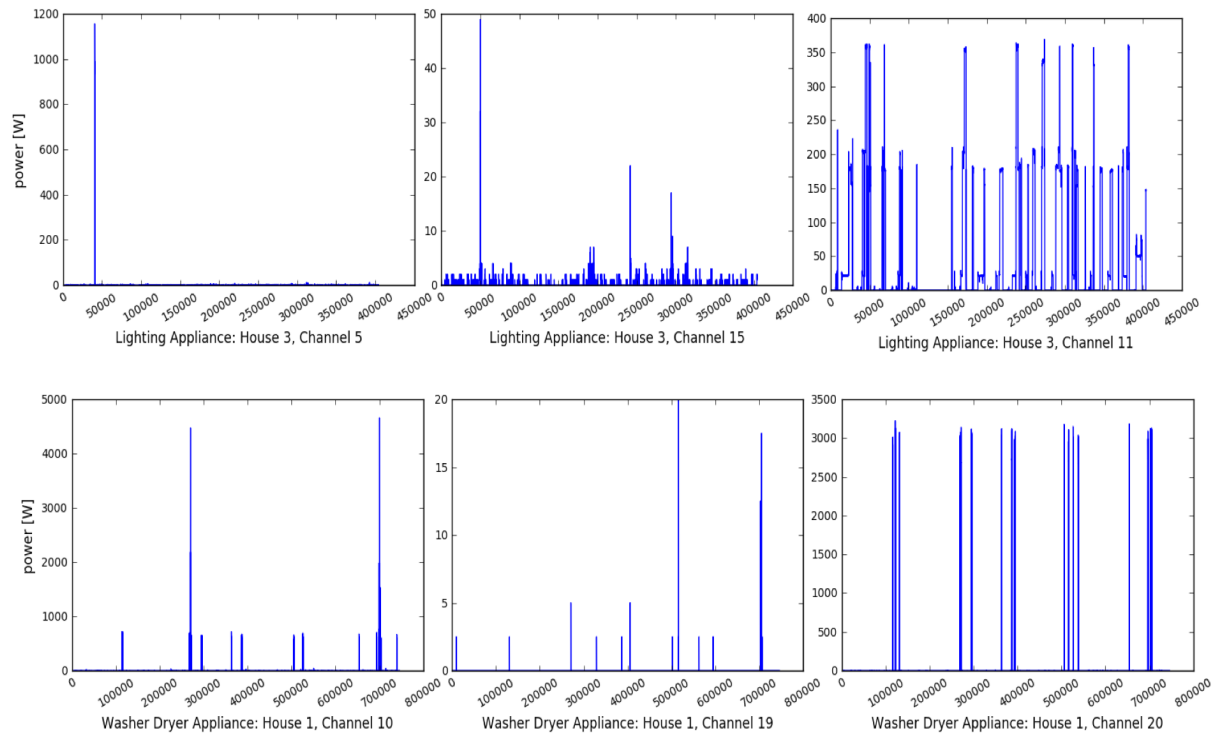 power [W]
1200
1000
800
600
400
200
0
0 50000 100000 150000 200000 250000 300000 350000 400000 450000
Lighting Appliance: House 3, Channel 5
50
40
30
20
10
0
0 50000 100000 150000 200000 250000 300000 350000 400000 450000
Lighting Appliance: House 3, Channel 15
400
350
300
250
200
150
100
50
0
0 50000 100000 150000 200000 250000 300000 350000 400000 450000
Lighting Appliance: House 3, Channel 11
power [W]
5000
4000
3000
2000
1000
0
0 100000 200000 300000 400000 500000 600000 700000 800000
Washer Dryer Appliance: House 1, Channel 10
20
15
10
5
0
0 100000 200000 300000 400000 500000 600000 700000 800000
Washer Dryer Appliance: House 1, Channel 19
3500
3000
2500
2000
1500
1000
500
0
0 100000 200000 300000 400000 500000 600000 700000 800000
Washer Dryer Appliance: House 1, Channel 20